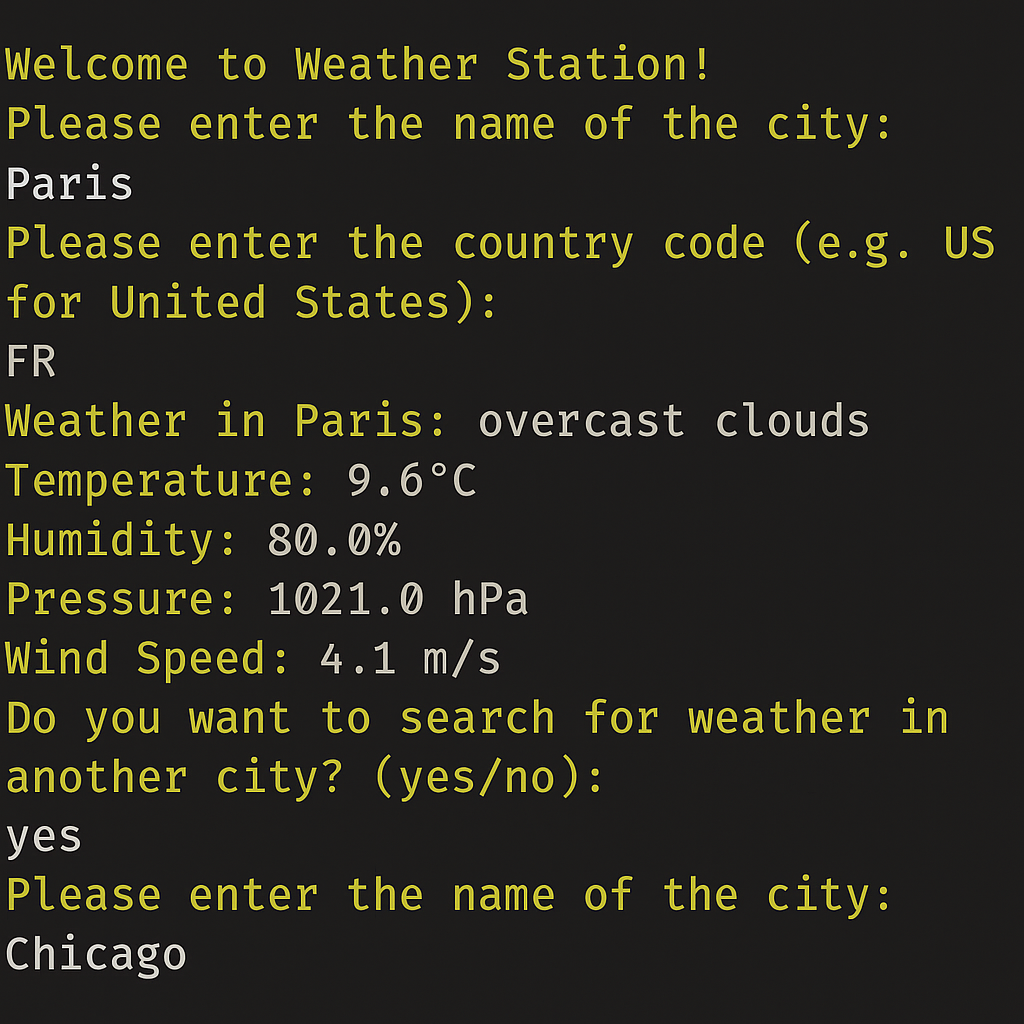 Welcome to Weather Station!
Please enter the name of the city:
Paris
Please enter the country code (e.g. US
for United States):
FR
Weather in Paris: overcast clouds
Temperature: 9.6°C
Humidity: 80.0%
Pressure: 1021.0 hPa
Wind Speed: 4.1 m/s
Do you want to search for weather in
another city? (yes/no):
yes
Please enter the name of the city:
Chicago